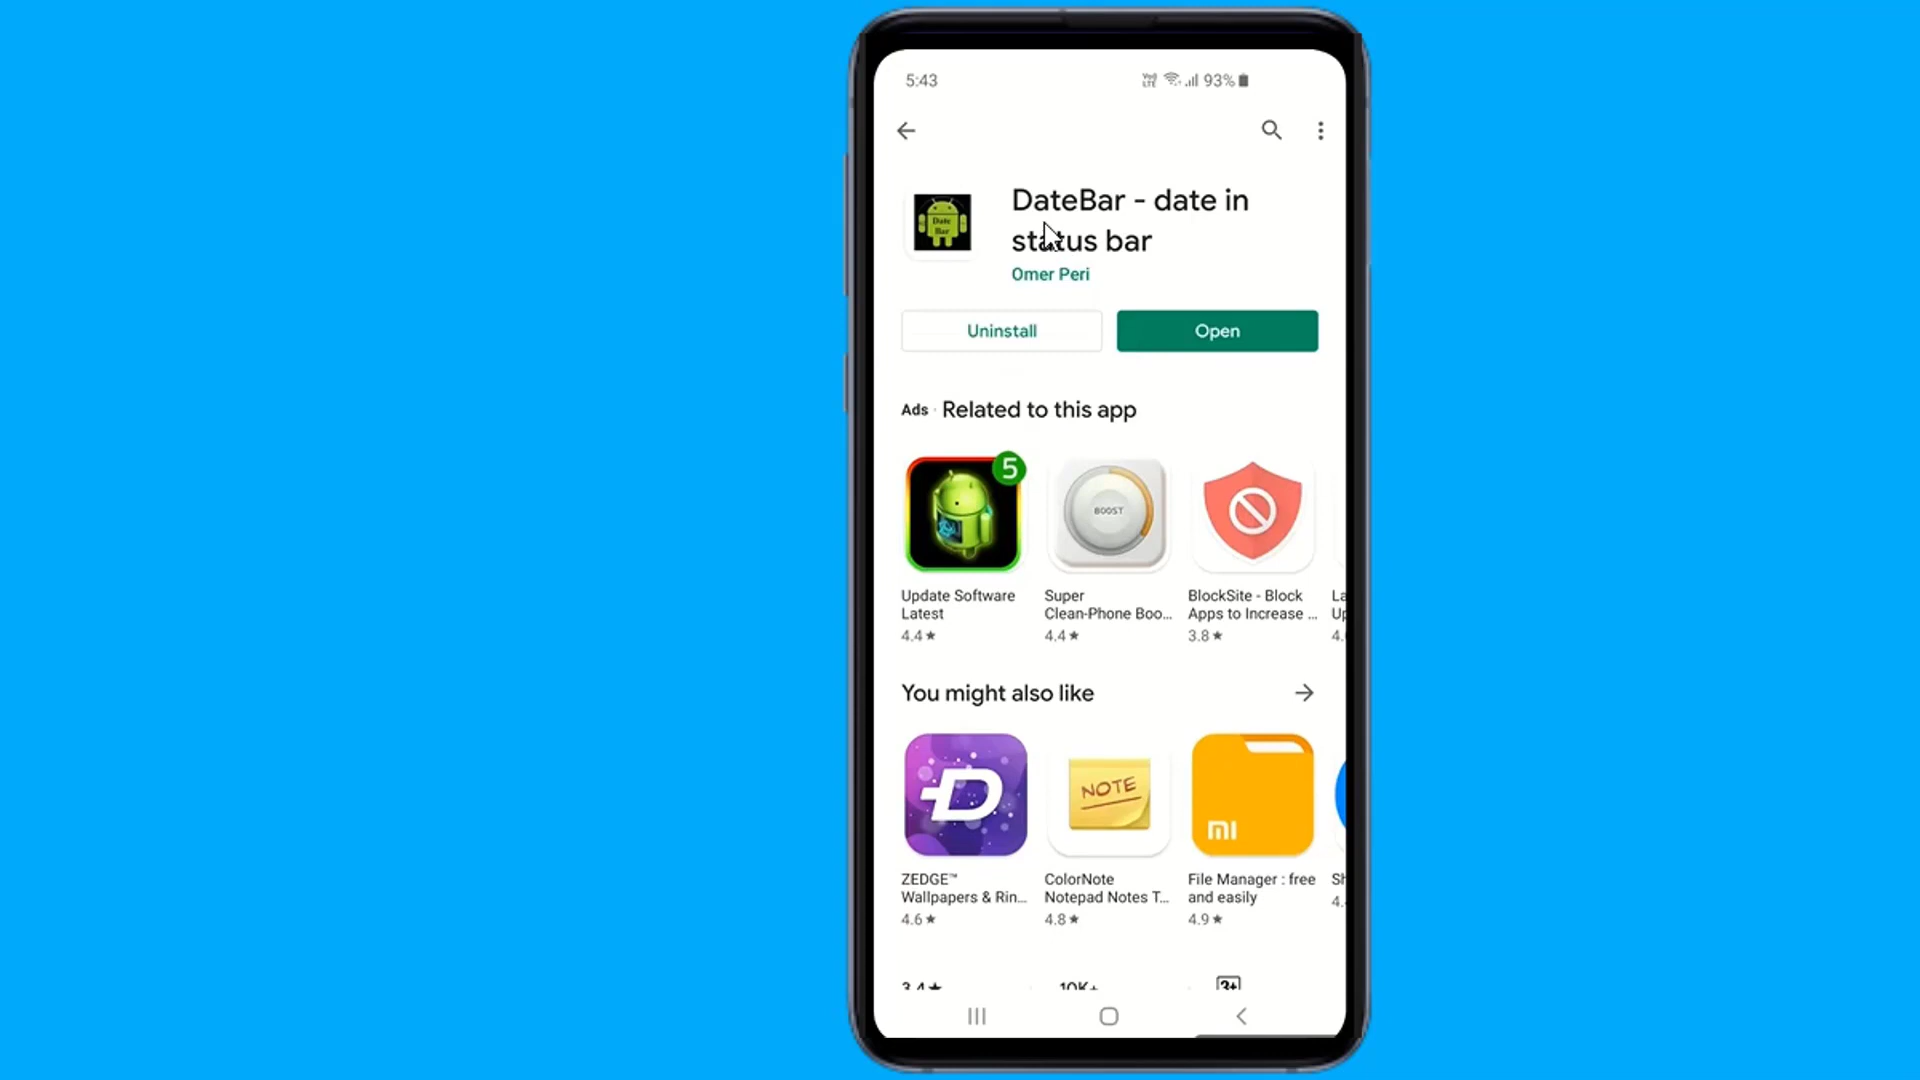 5:43
Vo) LTE 93%
DateBar - date in
status bar
Omer Peri
Date
Bar
Uninstall
Open
Ads · Related to this app
5
BOOST
Update Software
Latest
4.4★
Super
Clean-Phone Boo...
4.4★
BlockSite - Block
Apps to Increase ...
3.8★
La
Up
4.
You might also like
NOTE
mi
ZEDGE™
Wallpapers & Rin...
4.6★
ColorNote
Notepad Notes T...
4.8★
File Manager : free
and easily
4.9★
Sh
4.
3.4★
10K+
3+